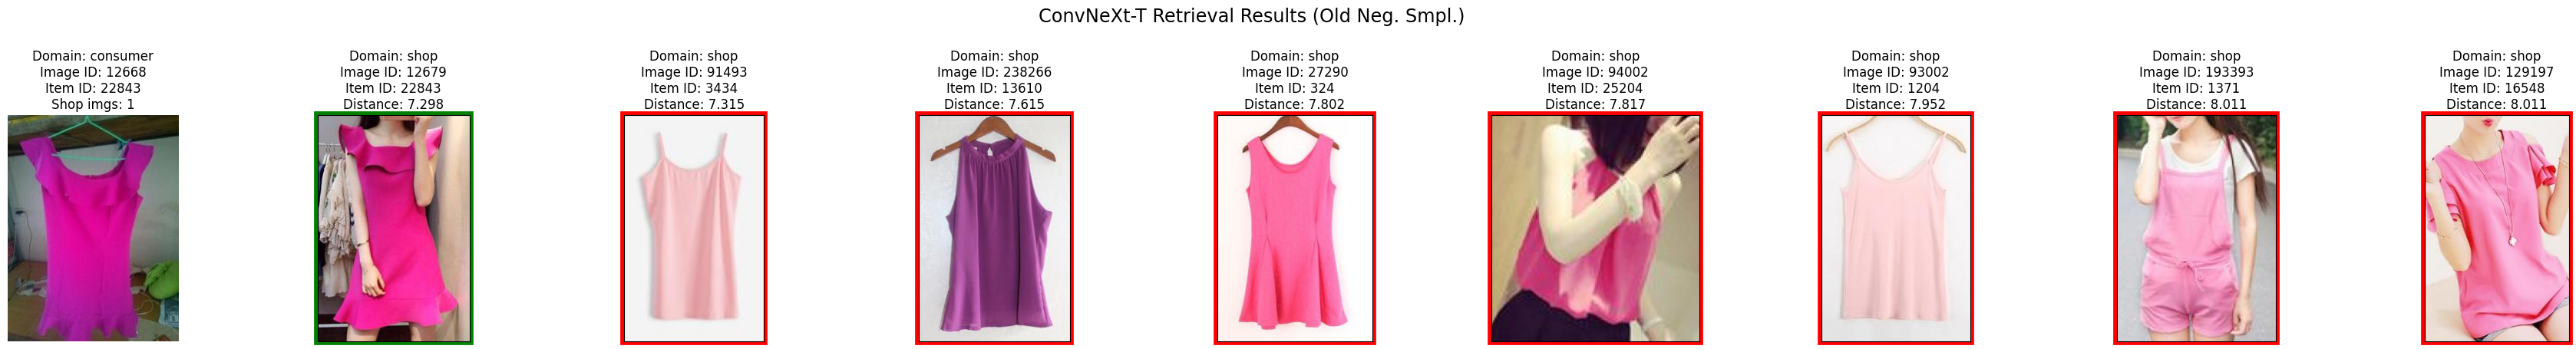 ConvNeXt-T Retrieval Results (Old Neg. Smpl.)
Domain: consumer
Image ID: 12668
Item ID: 22843
Shop imgs: 1
Domain: shop
Image ID: 12679
Item ID: 22843
Distance: 7.298
Domain: shop
Image ID: 91493
Item ID: 3434
Distance: 7.315
Domain: shop
Image ID: 238266
Item ID: 13610
Distance: 7.615
Domain: shop
Image ID: 27290
Item ID: 324
Distance: 7.802
Domain: shop
Image ID: 94002
Item ID: 25204
Distance: 7.817
Domain: shop
Image ID: 93002
Item ID: 1204
Distance: 7.952
Domain: shop
Image ID: 193393
Item ID: 1371
Distance: 8.011
Domain: shop
Image ID: 129197
Item ID: 16548
Distance: 8.011